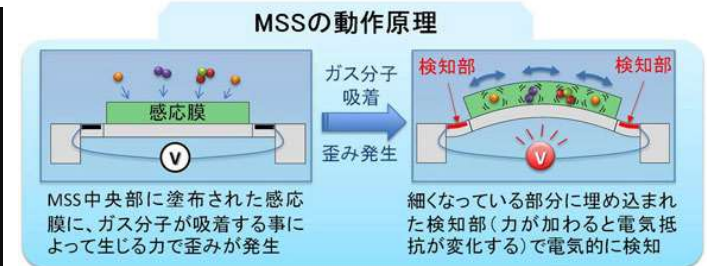 MSSの動作原理
感応膜
V
MSS中央部に塗布された感応
膜に、ガス分子が吸着する事に
よって生じる力で歪みが発生
ガス分子
吸着
歪み発生
検知部
検知部
V
細くなっている部分に埋め込まれ
た検知部(力が加わると電気抵
抗が変化する)で電気的に検知